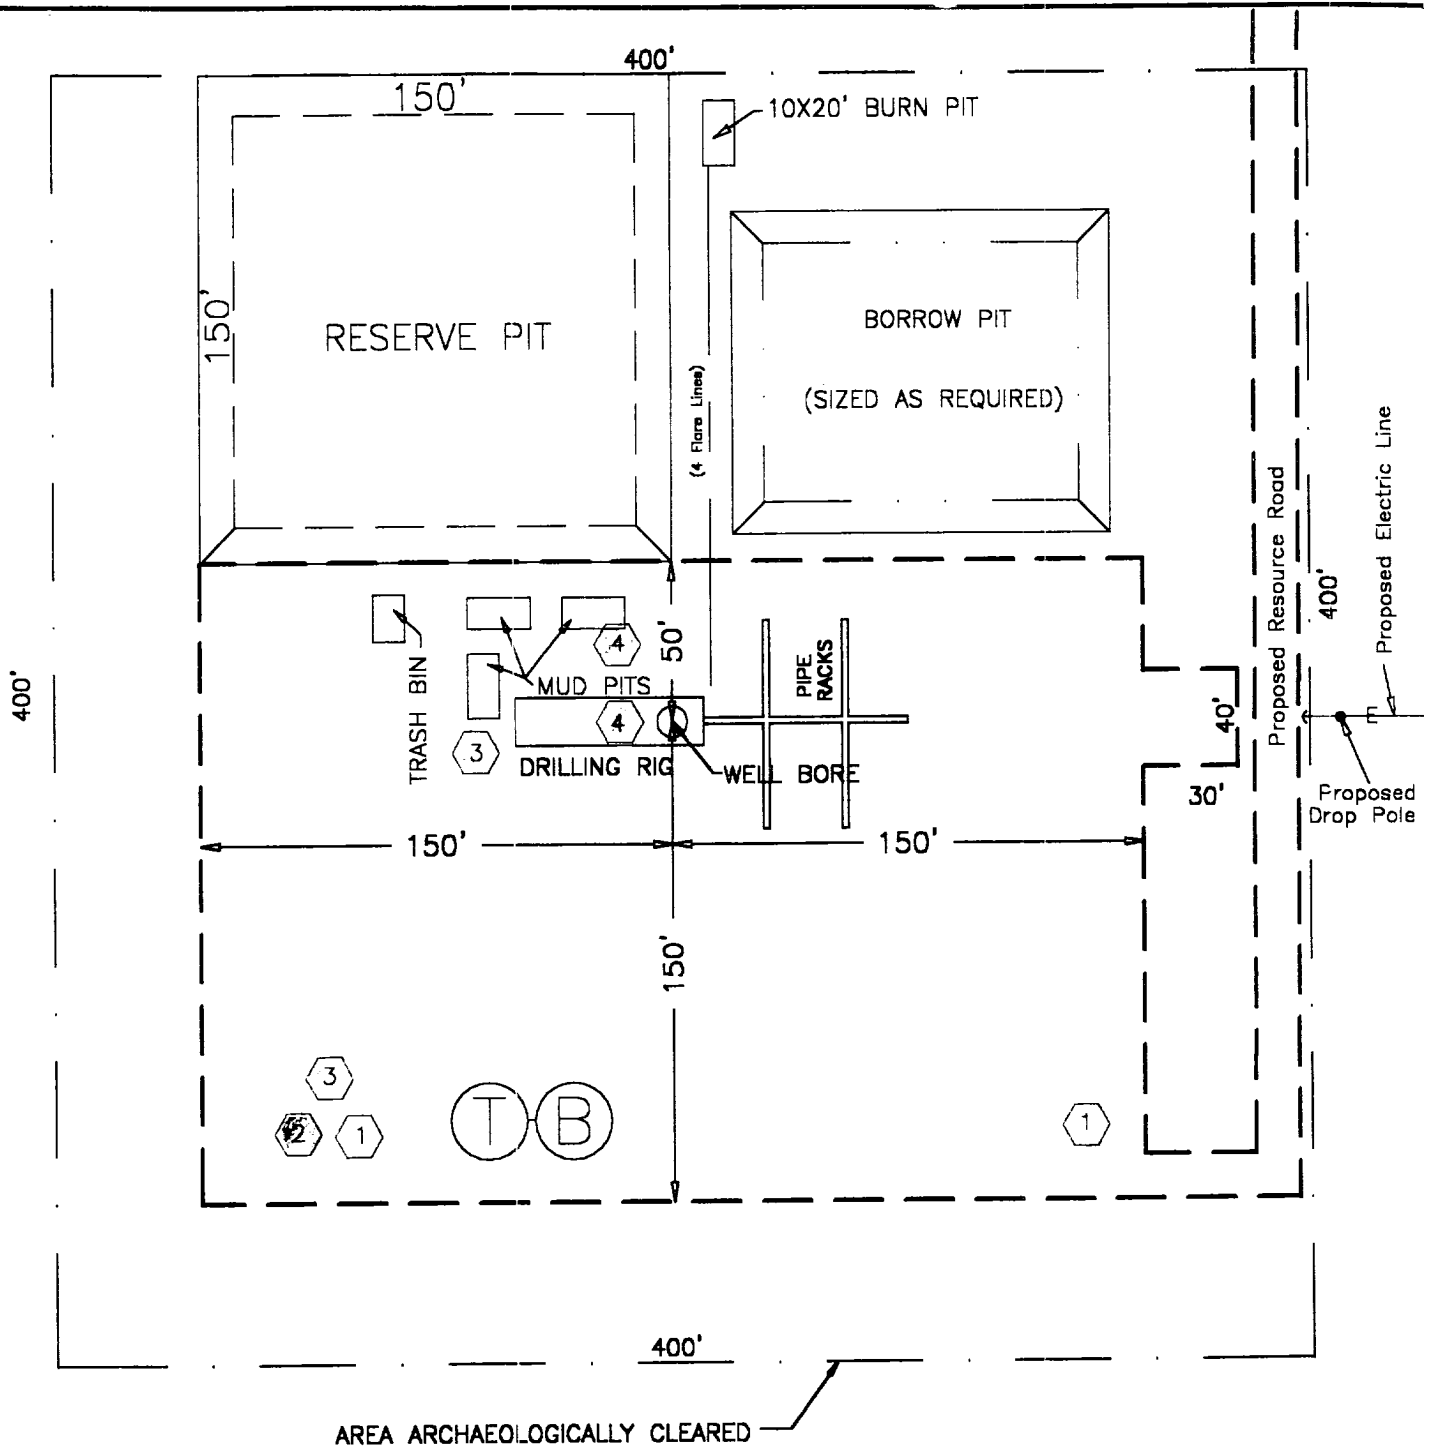 400'
150'
10X20' BURN PIT
150'
RESERVE PIT
BORROW PIT
(SIZED AS REQUIRED)
(4 Flare Lines)
Proposed Electric Line
Proposed Resource Road
400'
400'
TRASH BIN
4
50'
PIPE
RACKS
MUD PITS
4
3
DRILLING RIG
WELL BORE
40'
30'
Proposed
Drop Pole
E
150'
150'
150'
3
2
1
T
B
1
400'
AREA ARCHAEOLOGICALLY CLEARED